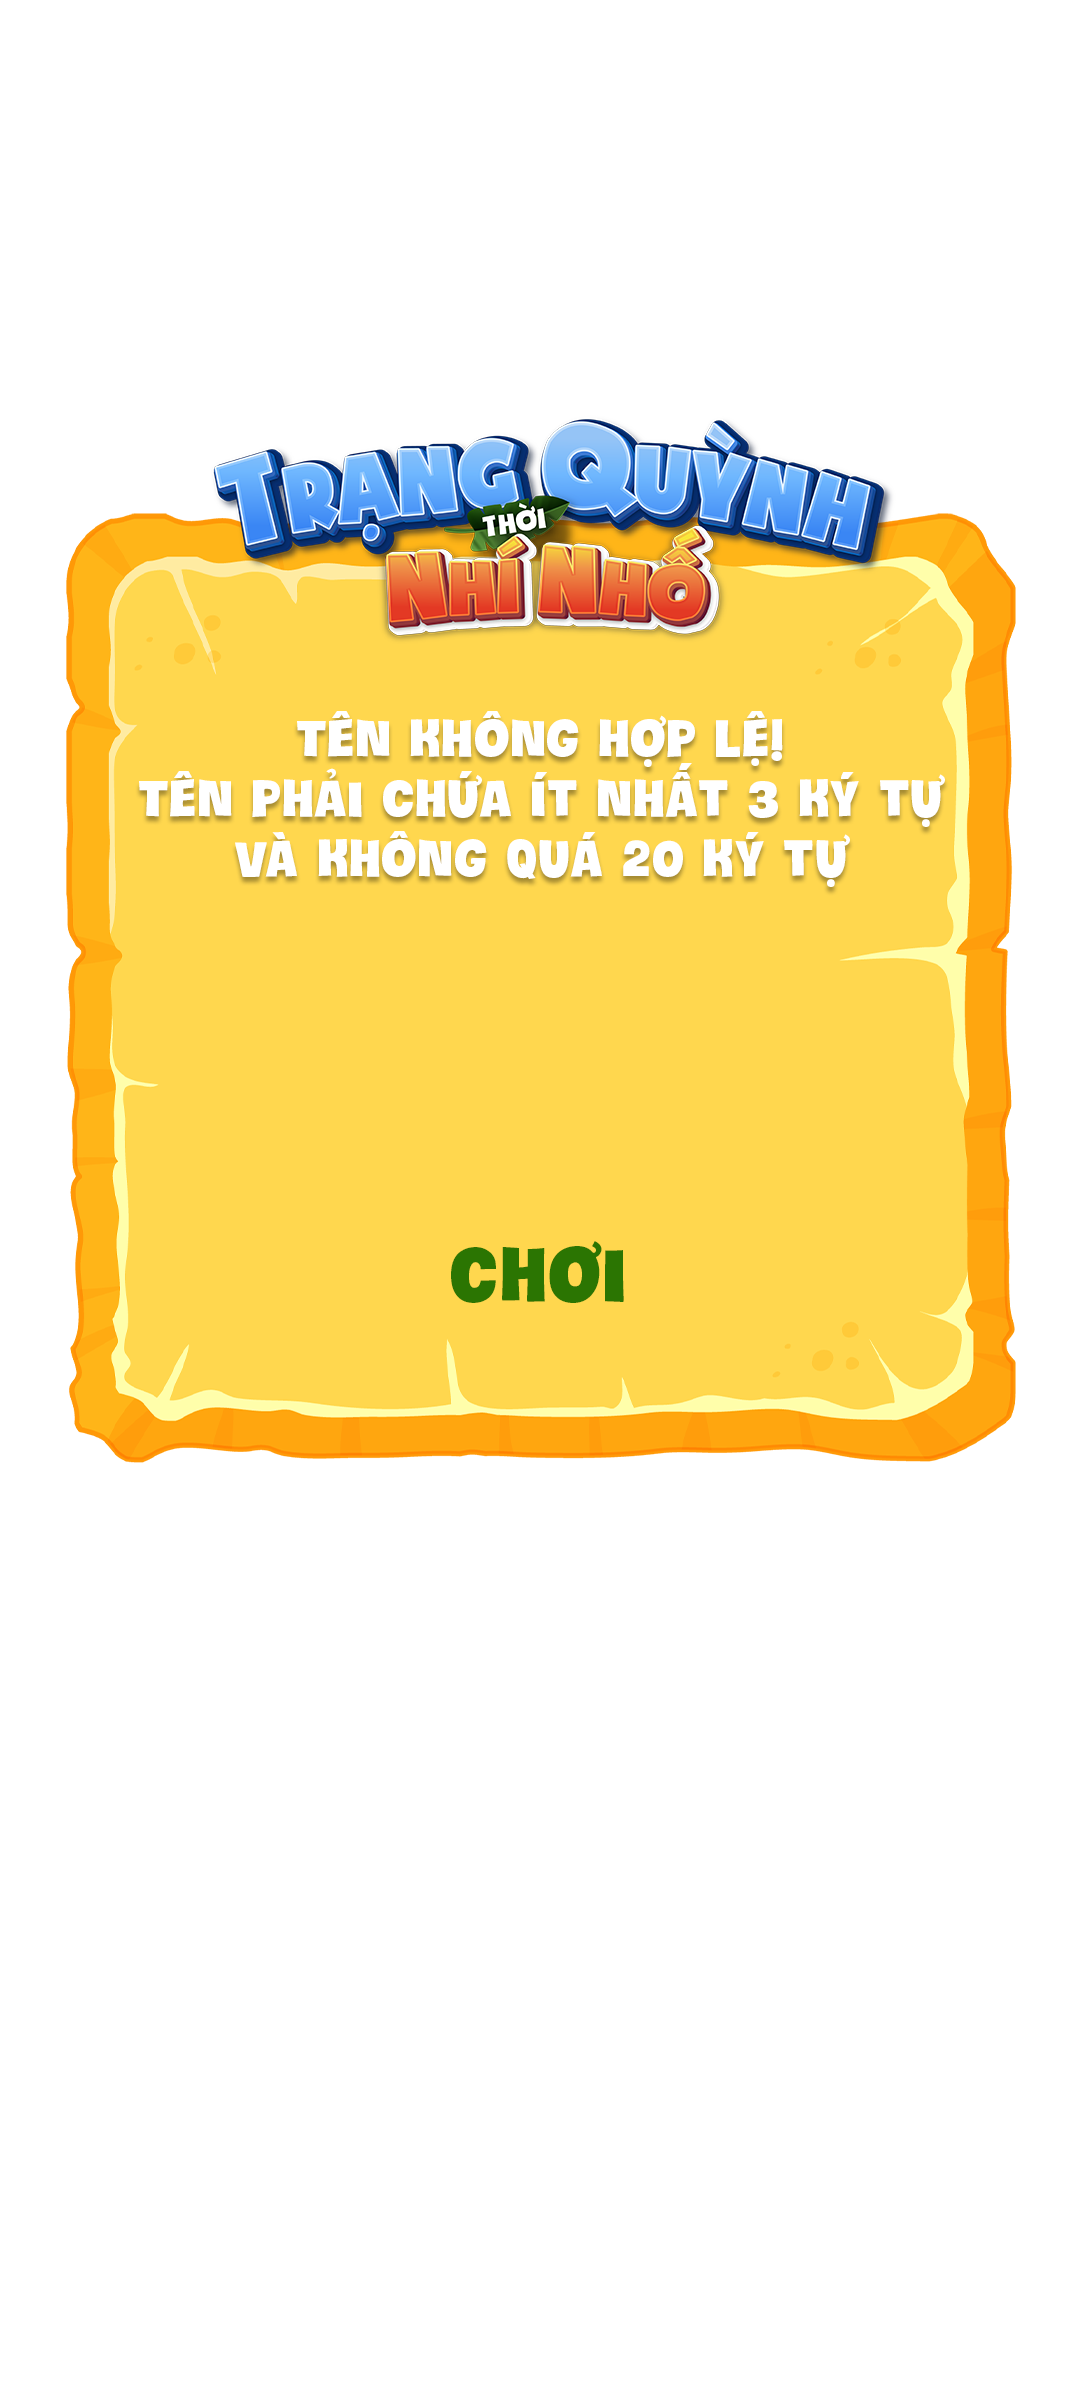 TRẠNG QUỲNH
THỜI
NHÍ NHỐ
TÊN KHÔNG HỢP LỆ!
TÊN PHẢI CHỨA ÍT NHẤT 3 KÝ TỰ
VÀ KHÔNG QUÁ 20 KÝ TỰ
CHƠI